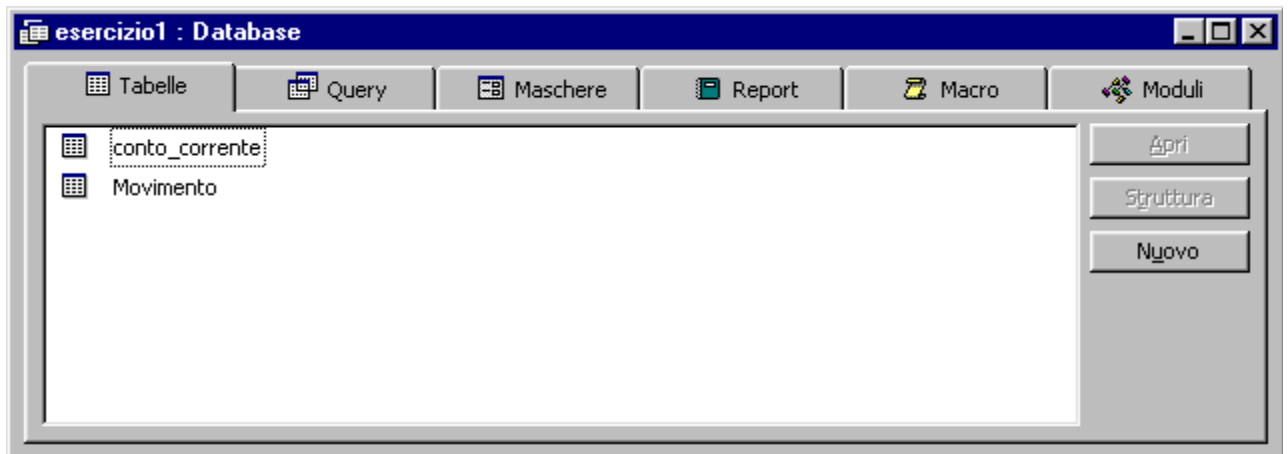 esercizio1 : Database
Tabelle Query Maschere Report Macro Moduli
conto_corrente
Movimento
Apri
Struttura
Nuovo